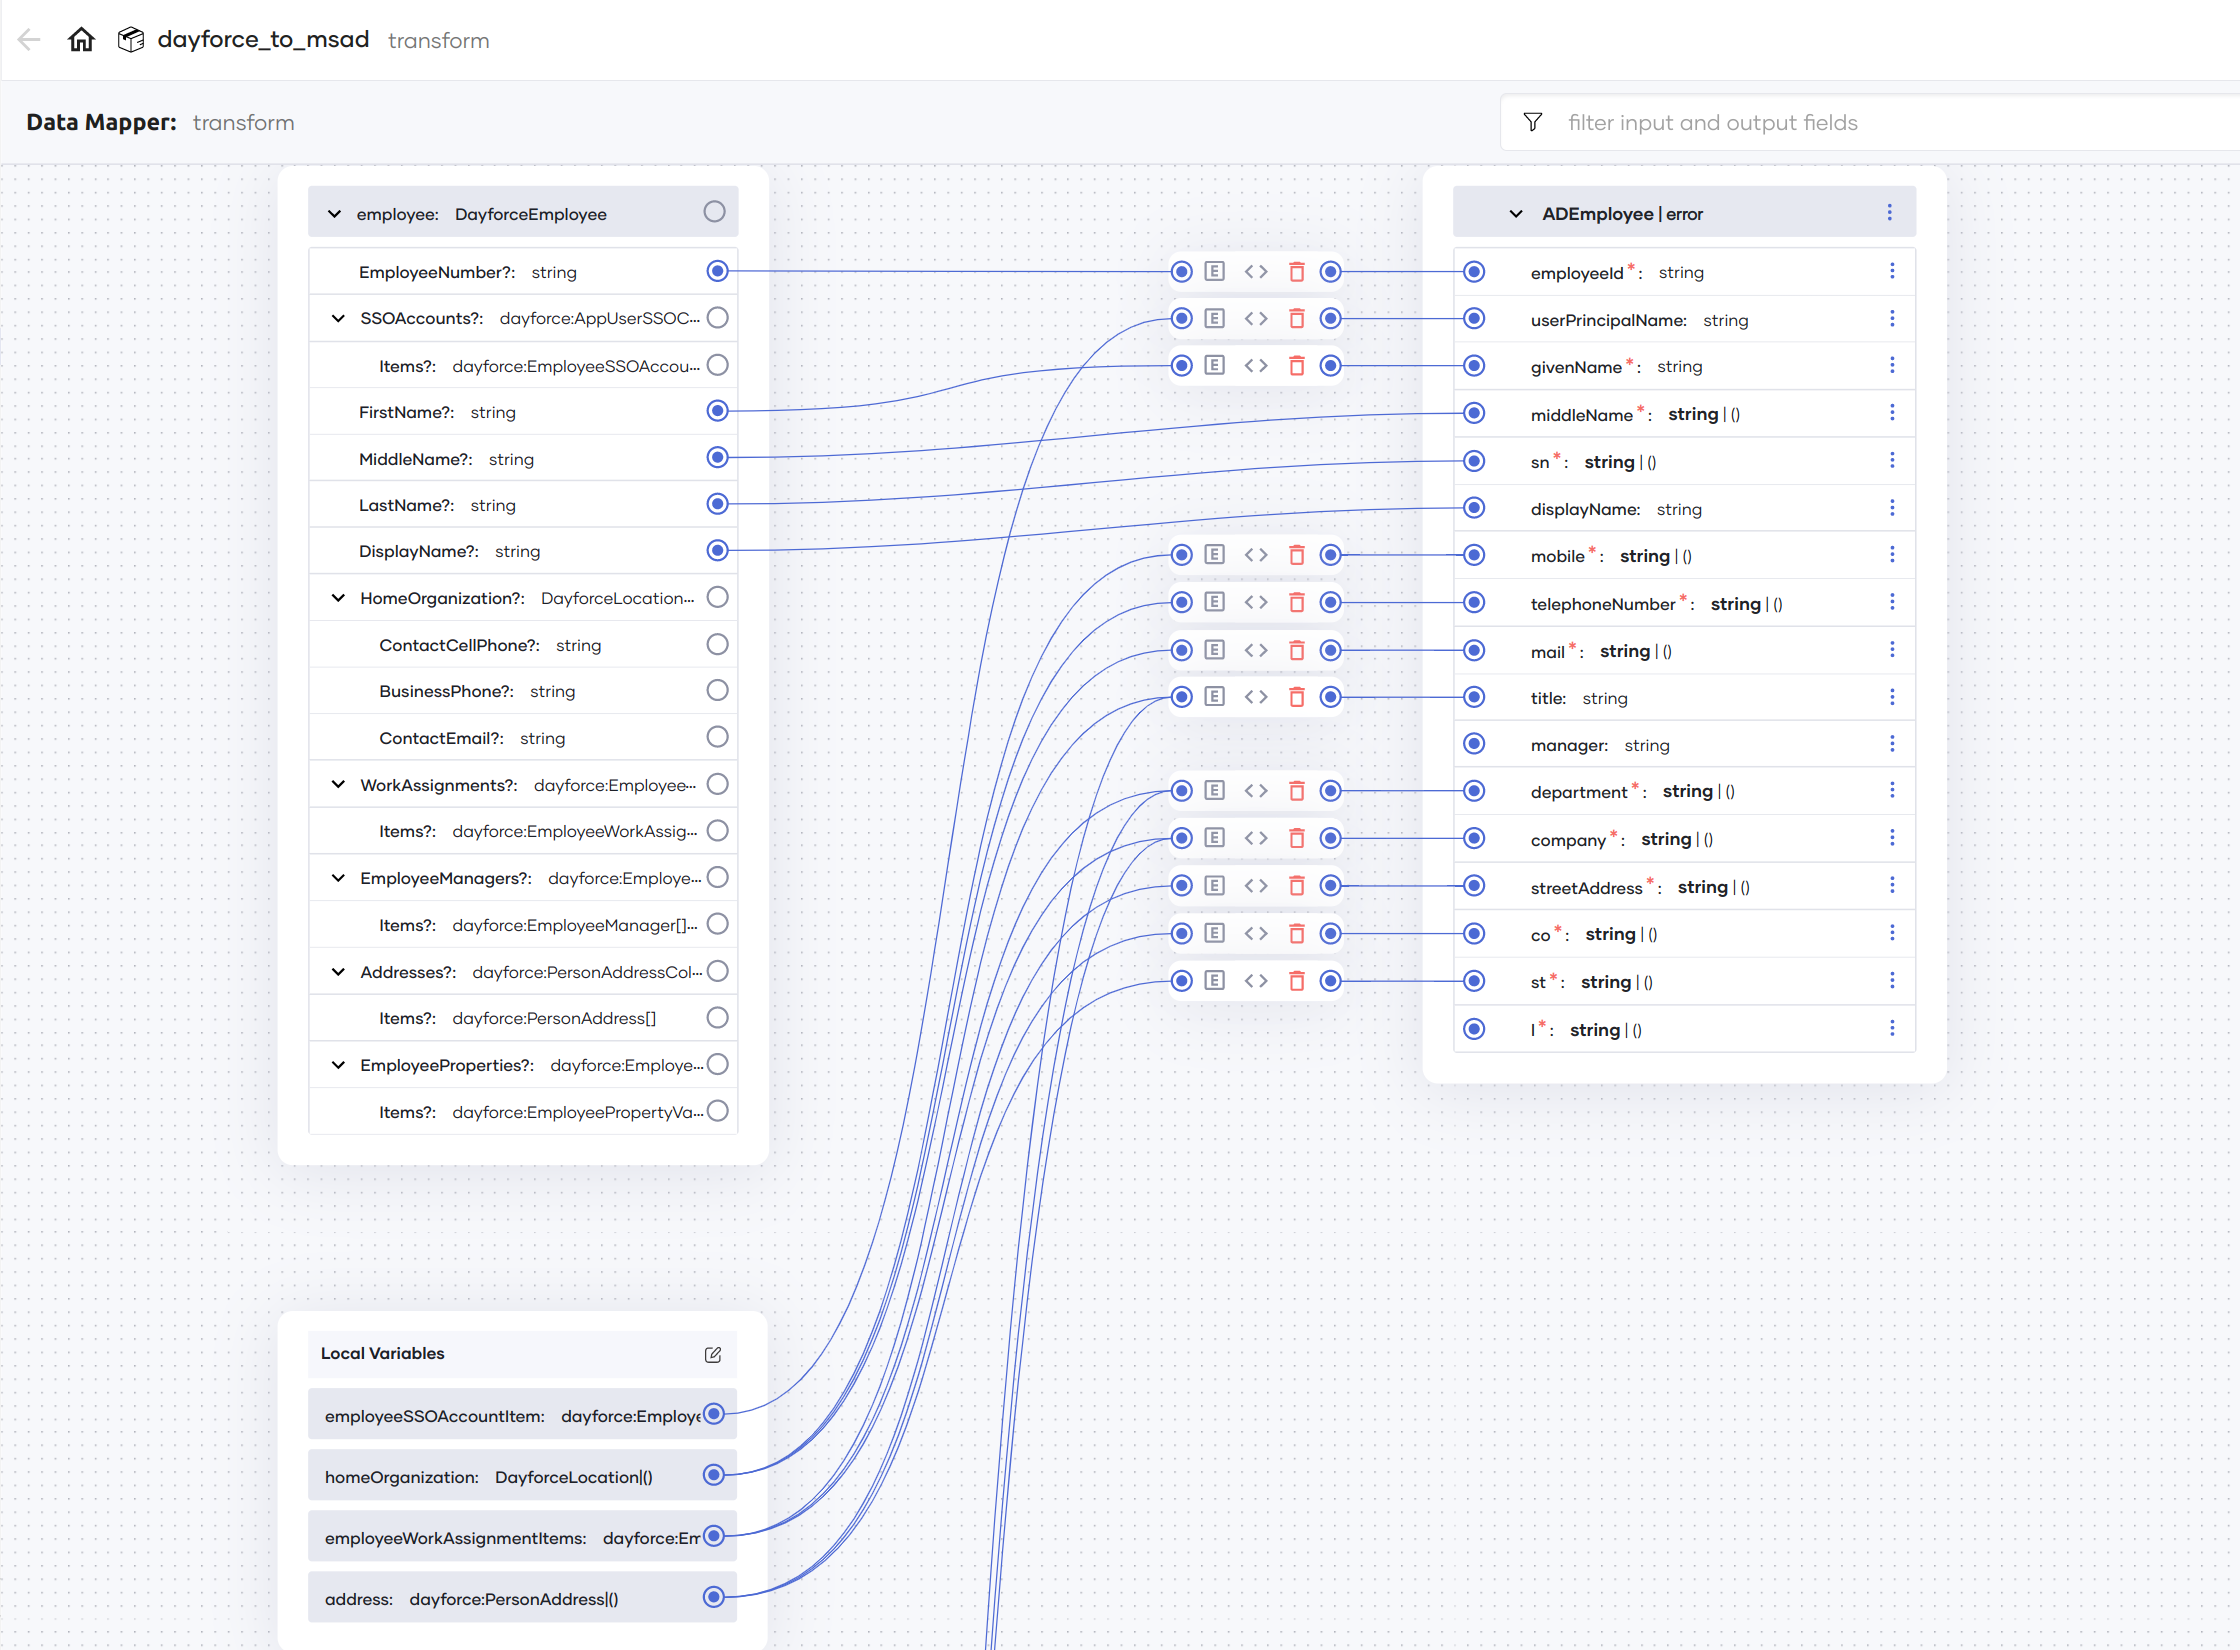 dayforce_to_msad transform
Data Mapper: transform
filter input and output fields
employee: DayforceEmployee
EmployeeNumber?: string
SSOAccounts?: dayforce:AppUserSSOC...
Items?: dayforce:EmployeeSSOAccou...
FirstName?: string
MiddleName?: string
LastName?: string
DisplayName?: string
HomeOrganization?: DayforceLocation...
ContactCellPhone?: string
BusinessPhone?: string
ContactEmail?: string
WorkAssignments?: dayforce:Employee...
Items?: dayforce:EmployeeWorkAssig...
EmployeeManagers?: dayforce:Employe...
Items?: dayforce:EmployeeManager[]...
Addresses?: dayforce:PersonAddressCol...
Items?: dayforce:PersonAddress[]
EmployeeProperties?: dayforce:Employe...
Items?: dayforce:EmployeePropertyVa...
Local Variables
employeeSSOAccountItem: dayforce:Employe
homeOrganization: DayforceLocation|()
employeeWorkAssignmentItems: dayforce:Em
address: dayforce:PersonAddress|()
E <>
E <>
E <>
E <>
E <>
E <>
E <>
E <>
E <>
E <>
E <>
E <>
ADEmployee | error
employeeId*: string
userPrincipalName: string
givenName*: string
middleName*: string | ()
sn*: string | ()
displayName: string
mobile*: string | ()
telephoneNumber*: string | ()
mail*: string | ()
title: string
manager: string
department*: string | ()
company*: string | ()
streetAddress*: string | ()
co*: string | ()
st*: string | ()
l*: string | ()